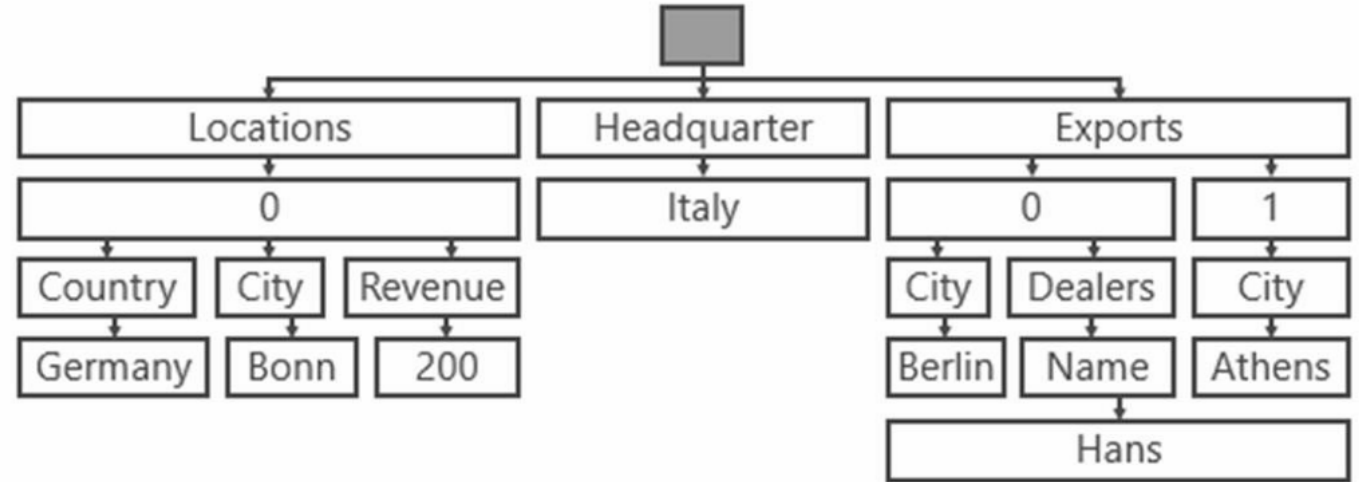 Locations Headquarter Exports
0 Italy 0 1
Country City Revenue City Dealers City
Germany Bonn 200 Berlin Name Athens
Hans